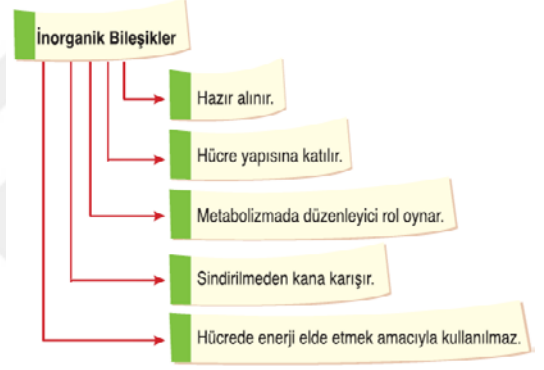 İnorganik Bileşikler
Hazır alınır.
Hücre yapısına katılır.
Metabolizmada düzenleyici rol oynar.
Sindirilmeden kana karışır.
Hücrede enerji elde etmek amacıyla kullanılmaz.